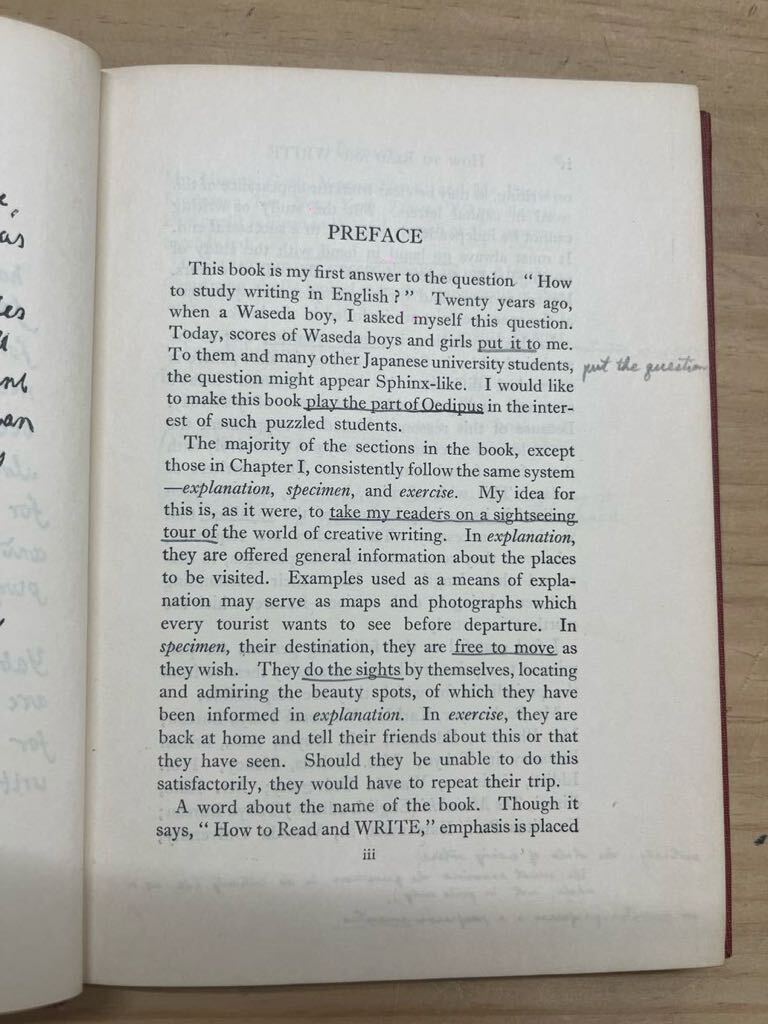 PREFACE
This book is my first answer to the question “ How
to study writing in English ? ” Twenty years ago,
when a Waseda boy, I asked myself this question.
Today, scores of Waseda boys and girls put it to me.
To them and many other Japanese university students,
put the question
the question might appear Sphinx-like. I would like
to make this book play the part of Oedipus in the inter-
est of such puzzled students.
The majority of the sections in the book, except
those in Chapter I, consistently follow the same system
—explanation, specimen, and exercise. My idea for
this is, as it were, to take my readers on a sightseeing
tour of the world of creative writing. In explanation,
they are offered general information about the places
to be visited. Examples used as a means of expla-
nation may serve as maps and photographs which
every tourist wants to see before departure. In
specimen, their destination, they are free to move as
they wish. They do the sights by themselves, locating
and admiring the beauty spots, of which they have
been informed in explanation. In exercise, they are
back at home and tell their friends about this or that
they have seen. Should they be unable to do this
satisfactorily, they would have to repeat their trip.
A word about the name of the book. Though it
says, “ How to Read and WRITE,” emphasis is placed
iii